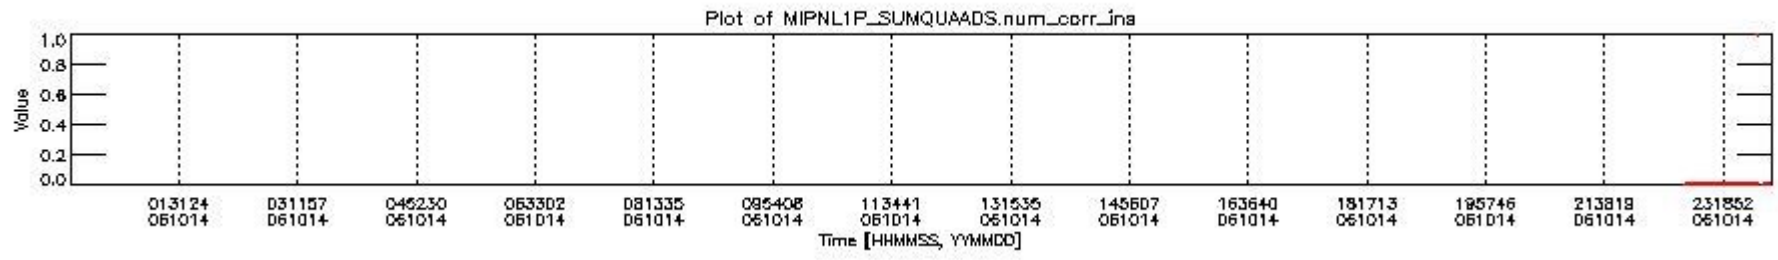 Plot of MIPNL1P_SUMQUAADS.num_corr_ins
1.0
0.8
0.6
0.4
0.2
0.0
Value
013124 031157 045230 063302 081335 095408 113441 131535 145607 163640 181713 195746 213819 231852
061014 061014 061014 061014 061014 061014 061014 061014 061014 061014 061014 061014 061014 061014
Time [HHMMSS, YYMMDD]